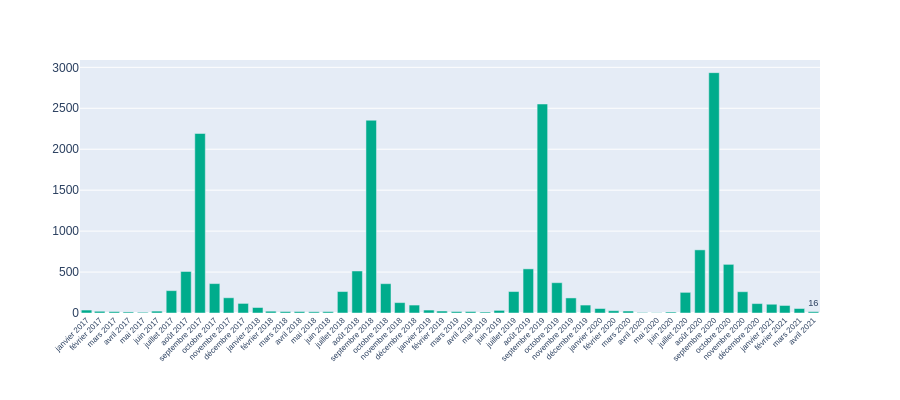 3000
2500
2000
1500
1000
500
0
16
janvier 2017
février 2017
mars 2017
avril 2017
mai 2017
juin 2017
juillet 2017
août 2017
septembre 2017
octobre 2017
novembre 2017
décembre 2017
janvier 2018
février 2018
mars 2018
avril 2018
mai 2018
juin 2018
juillet 2018
août 2018
septembre 2018
octobre 2018
novembre 2018
décembre 2018
janvier 2019
février 2019
mars 2019
avril 2019
mai 2019
juin 2019
juillet 2019
août 2019
septembre 2019
octobre 2019
novembre 2019
décembre 2019
janvier 2020
février 2020
mars 2020
avril 2020
mai 2020
juin 2020
juillet 2020
août 2020
septembre 2020
octobre 2020
novembre 2020
décembre 2020
janvier 2021
février 2021
mars 2021
avril 2021